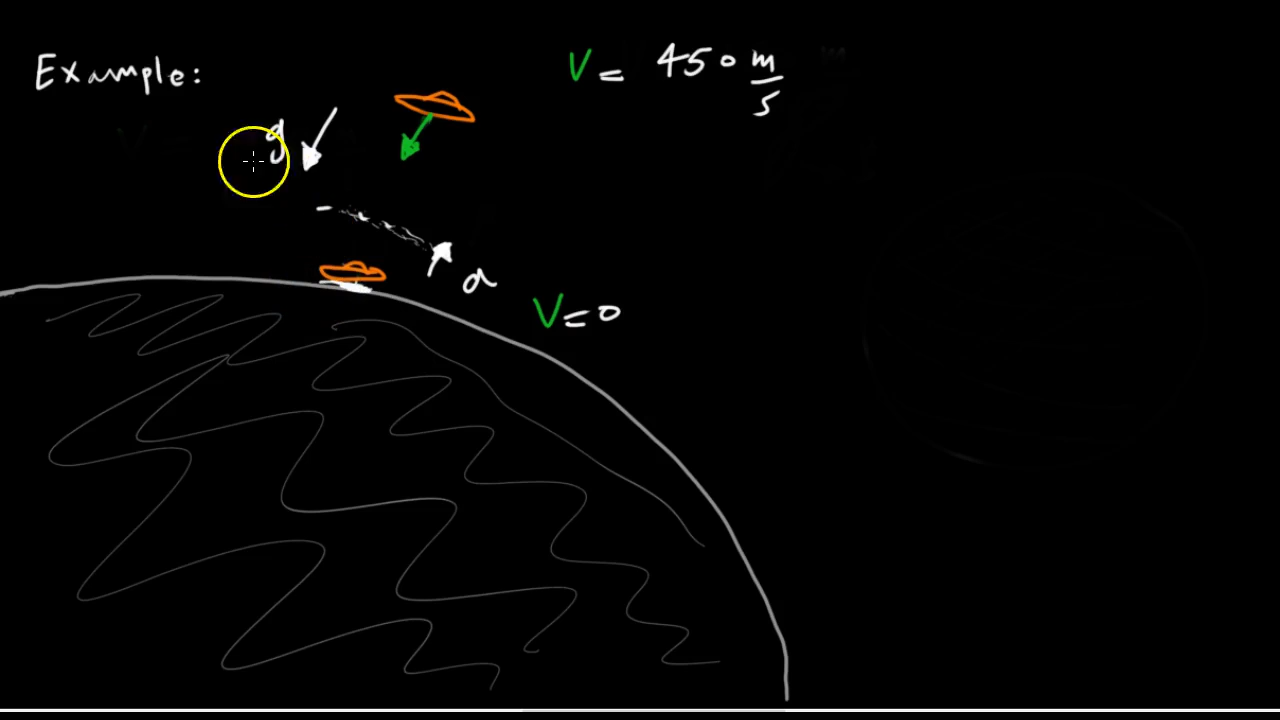 Example:
V = 450 m/s
g
a
V = 0